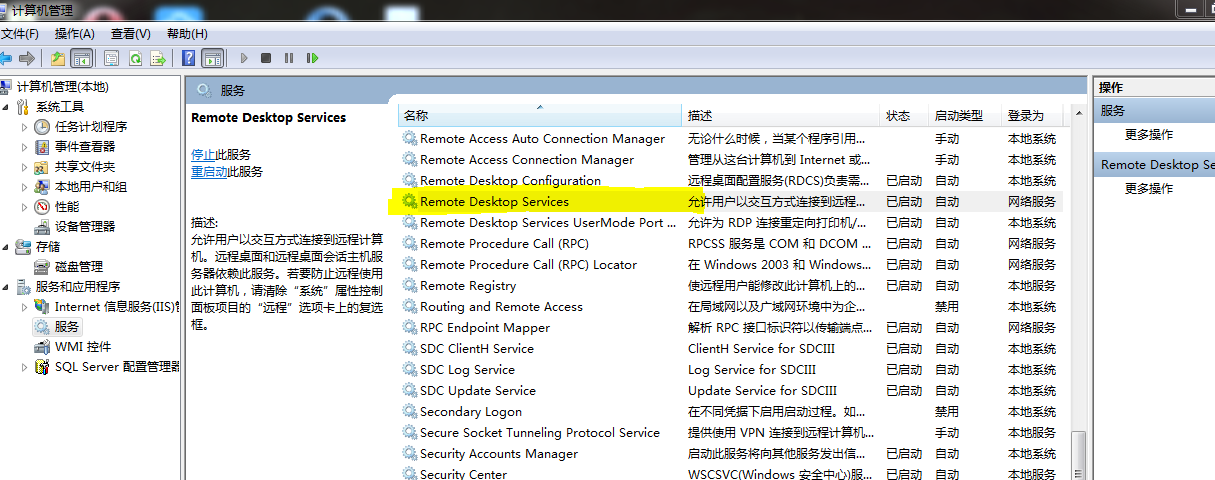 计算机管理
文件(F) 操作(A) 查看(V) 帮助(H)
计算机管理(本地)
系统工具
任务计划程序
事件查看器
共享文件夹
本地用户和组
性能
设备管理器
存储
磁盘管理
服务和应用程序
Internet 信息服务(IIS)
服务
WMI 控件
SQL Server 配置管理器
服务
Remote Desktop Services
停止此服务
重启动此服务
描述:
允许用户以交互方式连接到远程计算
机。远程桌面和远程桌面会话主机服
务器依赖此服务。若要防止远程使用
此计算机，请清除“系统”属性控制
面板项目的“远程”选项卡上的复选
框。
名称 描述 状态 启动类型 登录为
Remote Access Auto Connection Manager 无论什么时候，当某个程序引用... 手动 本地系统
Remote Access Connection Manager 管理从这台计算机到 Internet 或... 手动 本地系统
Remote Desktop Configuration 远程桌面配置服务(RDCS)负责需... 已启动 自动 本地系统
Remote Desktop Services 允许用户以交互方式连接到远程... 已启动 自动 网络服务
Remote Desktop Services UserMode Port ... 允许为 RDP 连接重定向打印机/... 已启动 自动 本地系统
Remote Procedure Call (RPC) RPCSS 服务是 COM 和 DCOM ... 已启动 自动 网络服务
Remote Procedure Call (RPC) Locator 在 Windows 2003 和 Windows... 已启动 自动 网络服务
Remote Registry 使远程用户能修改此计算机上的... 已启动 自动 本地服务
Routing and Remote Access 在局域网以及广域网环境中为企... 禁用 本地系统
RPC Endpoint Mapper 解析 RPC 接口标识符以传输端点... 已启动 自动 网络服务
SDC ClientH Service ClientH Service for SDCIII 已启动 自动 本地系统
SDC Log Service Log Service for SDCIII 已启动 自动 本地系统
SDC Update Service Update Service for SDCIII 已启动 自动 本地系统
Secondary Logon 在不同凭据下启用启动过程。如... 禁用 本地系统
Secure Socket Tunneling Protocol Service 提供使用 VPN 连接到远程计算机... 手动 本地服务
Security Accounts Manager 启动此服务将向其他服务发出信... 已启动 自动 本地系统
Security Center WSCSVC(Windows 安全中心)服... 已启动 自动 本地服务
操作
服务
更多操作
Remote Desktop Se
更多操作